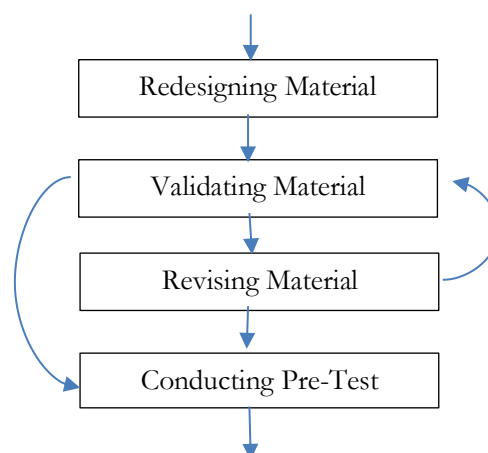 Redesigning Material
Validating Material
Revising Material
Conducting Pre-Test